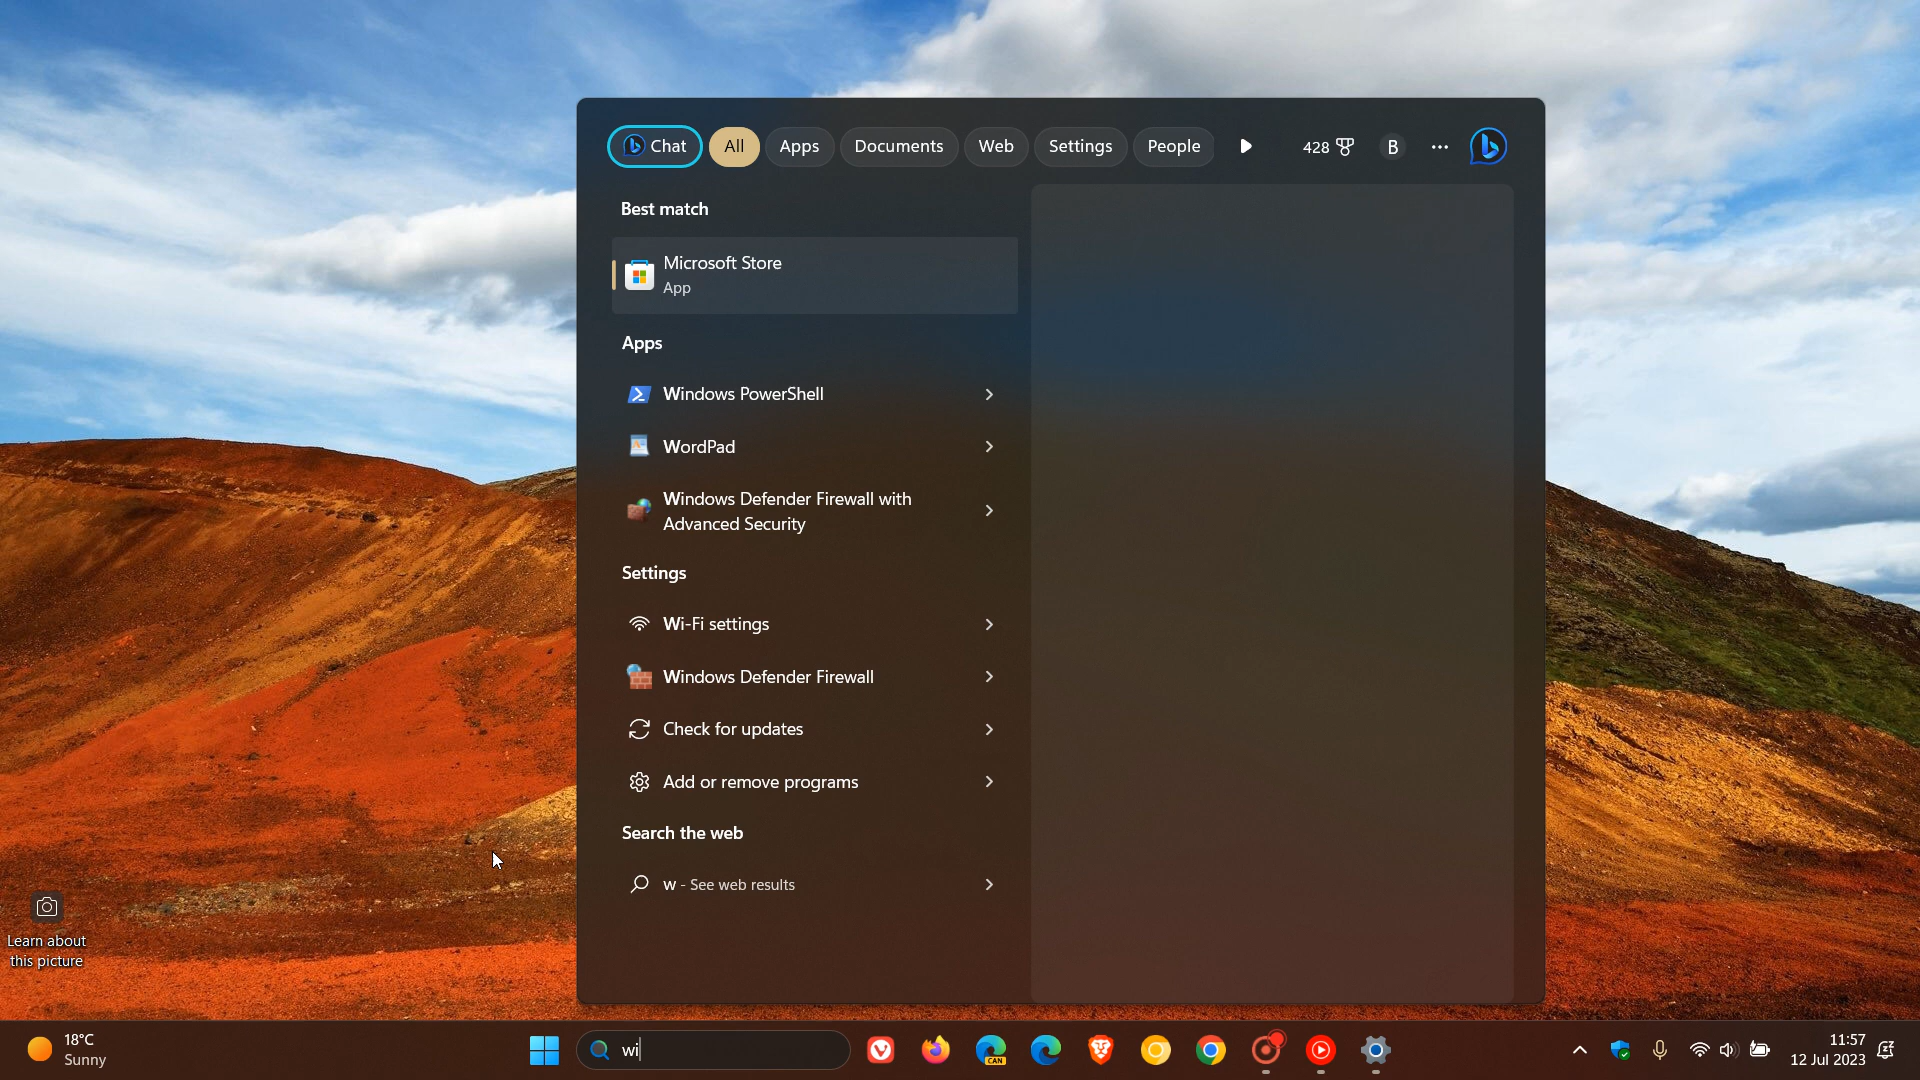 Chat
All
Apps
Documents
Web
Settings
People
428
B
Best match
Microsoft Store
App
Apps
Windows PowerShell
WordPad
Windows Defender Firewall with
Advanced Security
Settings
Wi-Fi settings
Windows Defender Firewall
Check for updates
Add or remove programs
Search the web
w - See web results
Learn about
this picture
18°C
Sunny
wi
CAN
11:57
12 Jul 2023